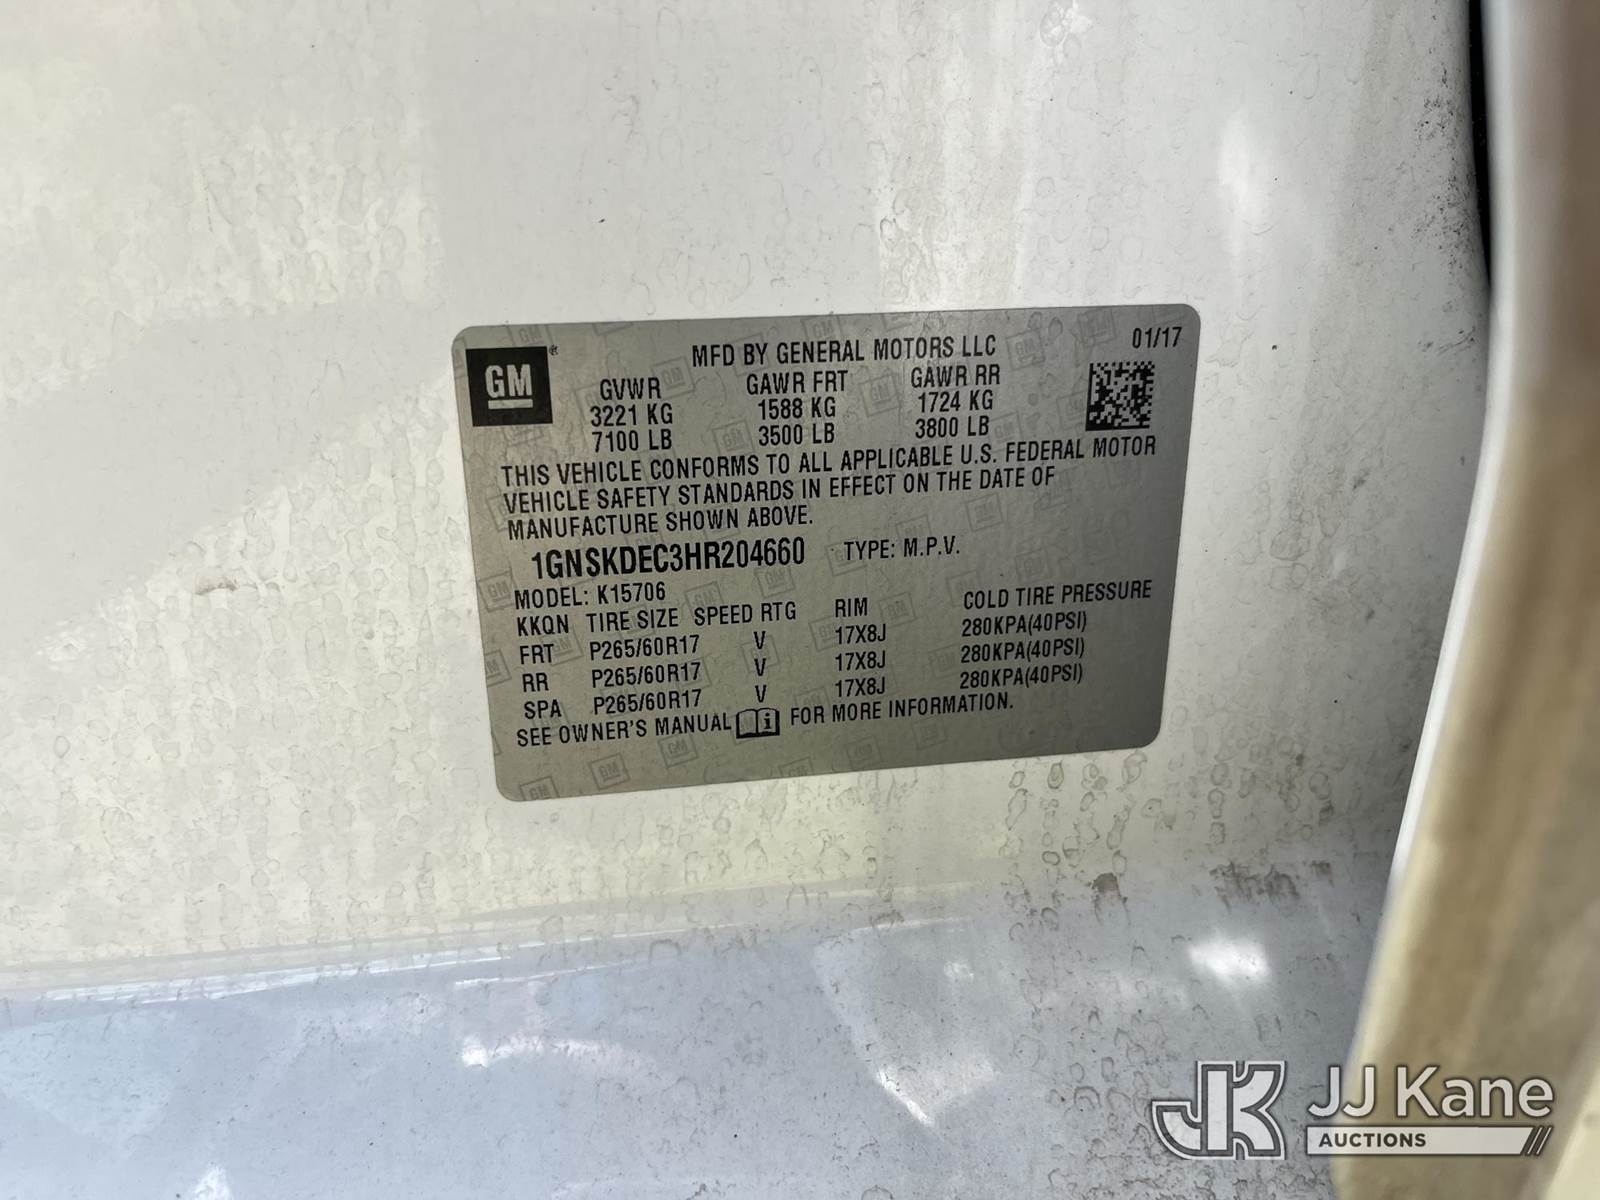 GM
MFD BY GENERAL MOTORS LLC
01/17
GVWR GAWR FRT GAWR RR
3221 KG 1588 KG 1724 KG
7100 LB 3500 LB 3800 LB
THIS VEHICLE CONFORMS TO ALL APPLICABLE U.S. FEDERAL MOTOR
VEHICLE SAFETY STANDARDS IN EFFECT ON THE DATE OF
MANUFACTURE SHOWN ABOVE.
1GNSKDEC3HR204660 TYPE: M.P.V.
MODEL: K15706
KKQN TIRE SIZE SPEED RTG RIM COLD TIRE PRESSURE
FRT P265/60R17 V 17X8J 280KPA(40PSI)
RR P265/60R17 V 17X8J 280KPA(40PSI)
SPA P265/60R17 V 17X8J 280KPA(40PSI)
SEE OWNER'S MANUAL i FOR MORE INFORMATION.
JK JJ Kane
AUCTIONS